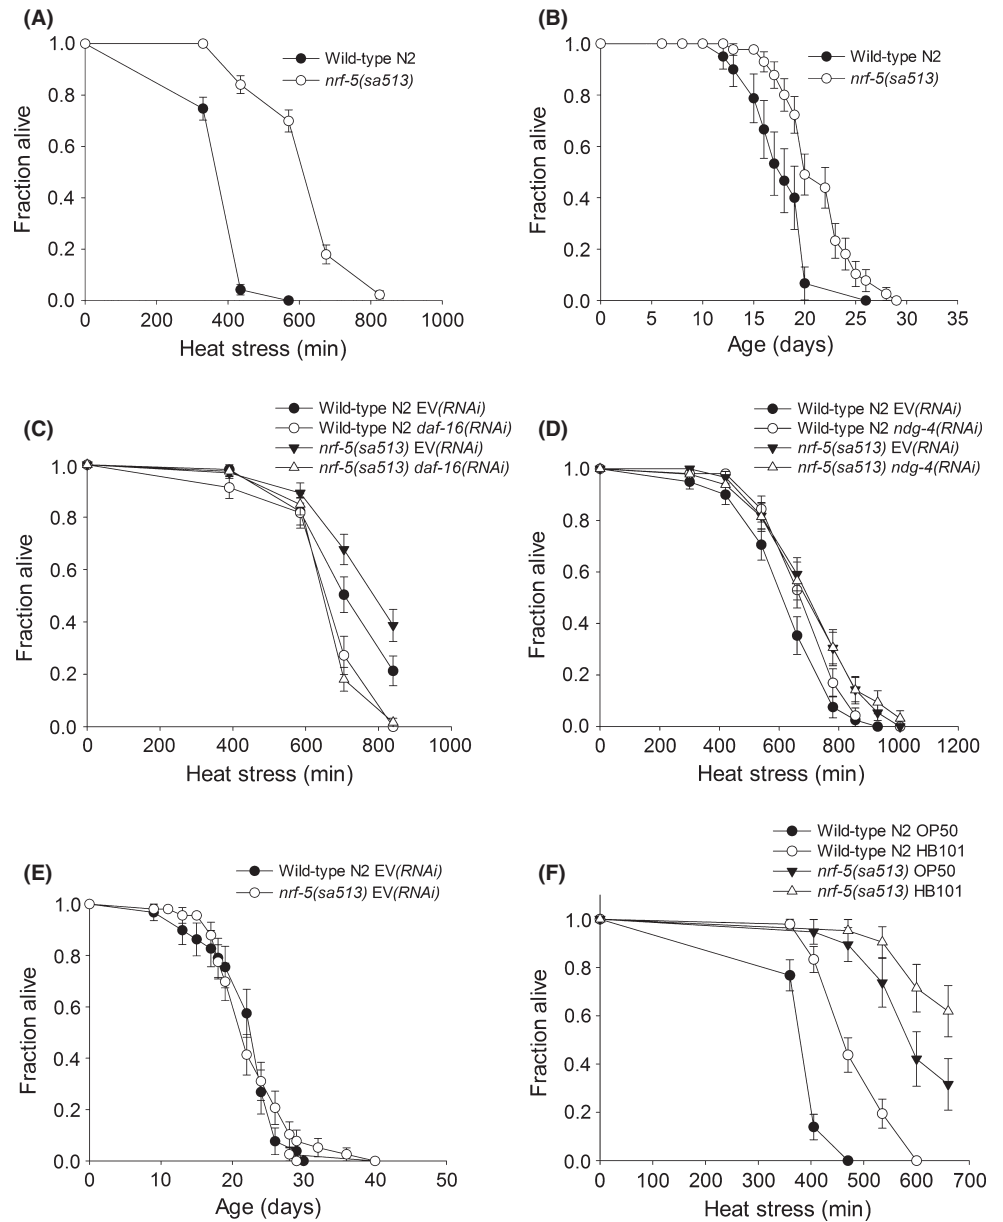 (A)
Wild-type N2
nrf-5(sa513)
Fraction alive
1.0
0.8
0.6
0.4
0.2
0.0
0 200 400 600 800 1000
Heat stress (min)
(B)
Wild-type N2
nrf-5(sa513)
Fraction alive
1.0
0.8
0.6
0.4
0.2
0.0
0 5 10 15 20 25 30 35
Age (days)
(C)
Wild-type N2 EV(RNAi)
Wild-type N2 daf-16(RNAi)
nrf-5(sa513) EV(RNAi)
nrf-5(sa513) daf-16(RNAi)
Fraction alive
1.0
0.8
0.6
0.4
0.2
0.0
0 200 400 600 800 1000
Heat stress (min)
(D)
Wild-type N2 EV(RNAi)
Wild-type N2 ndg-4(RNAi)
nrf-5(sa513) EV(RNAi)
nrf-5(sa513) ndg-4(RNAi)
Fraction alive
1.0
0.8
0.6
0.4
0.2
0.0
0 200 400 600 800 1000 1200
Heat stress (min)
(E)
Wild-type N2 EV(RNAi)
nrf-5(sa513) EV(RNAi)
Fraction alive
1.0
0.8
0.6
0.4
0.2
0.0
0 10 20 30 40 50
Age (days)
(F)
Wild-type N2 OP50
Wild-type N2 HB101
nrf-5(sa513) OP50
nrf-5(sa513) HB101
Fraction alive
1.0
0.8
0.6
0.4
0.2
0.0
0 100 200 300 400 500 600 700
Heat stress (min)